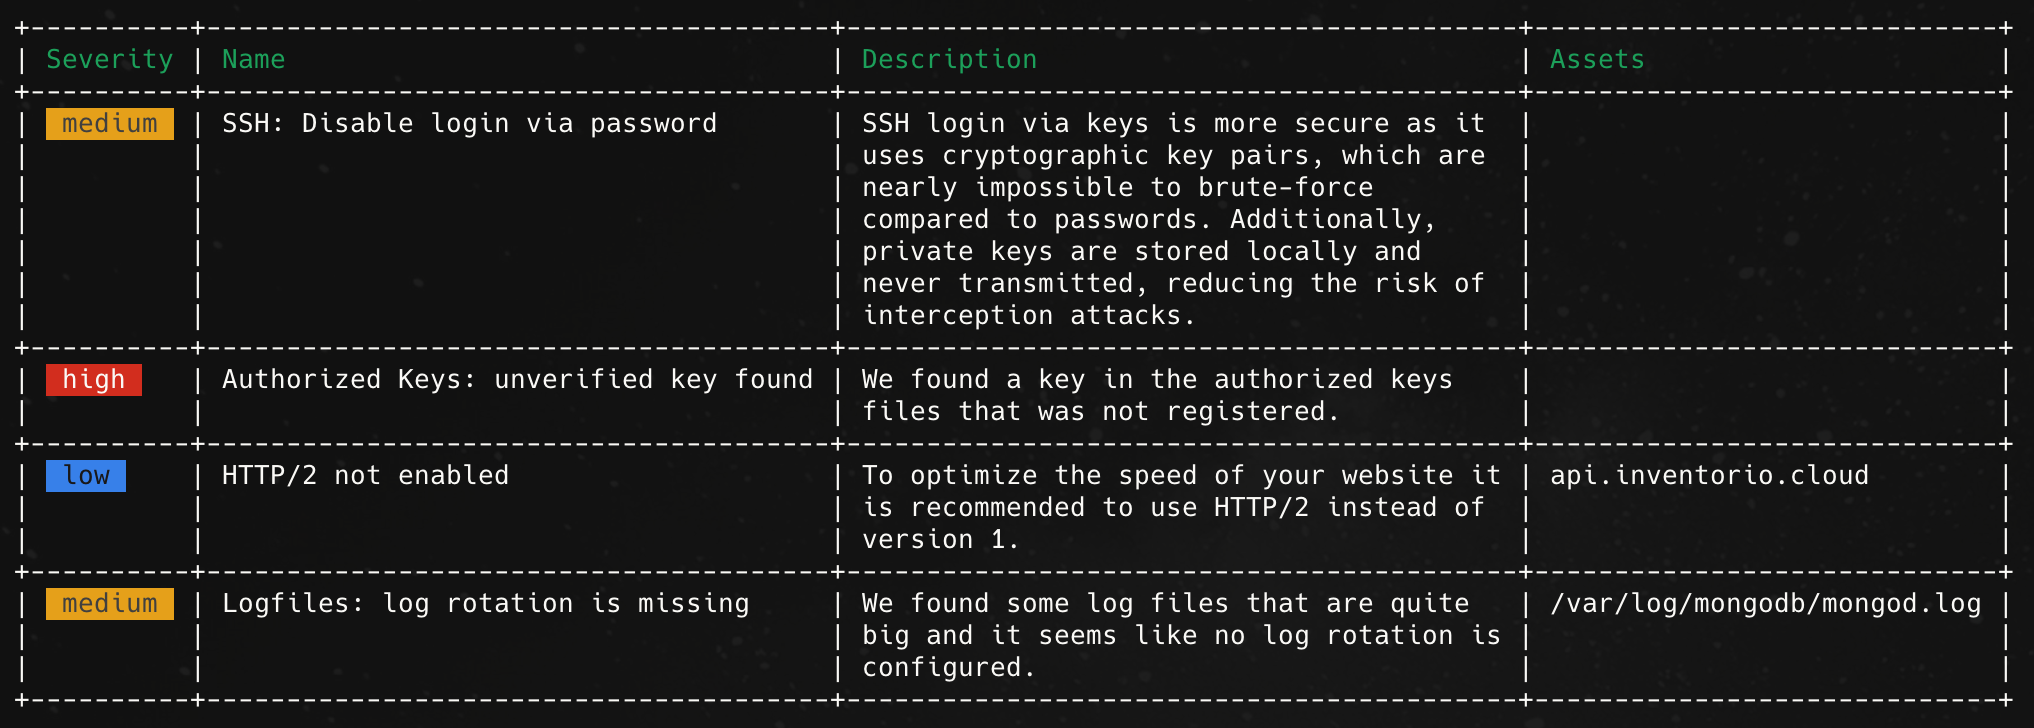 +----------+---------------------------------------+------------------------------------------+-----------------------------+
| Severity | Name                                  | Description                              | Assets                      |
+----------+---------------------------------------+------------------------------------------+-----------------------------+
| medium   | SSH: Disable login via password       | SSH login via keys is more secure as it  |                             |
|          |                                       | uses cryptographic key pairs, which are  |                             |
|          |                                       | nearly impossible to brute-force         |                             |
|          |                                       | compared to passwords. Additionally,     |                             |
|          |                                       | private keys are stored locally and      |                             |
|          |                                       | never transmitted, reducing the risk of  |                             |
|          |                                       | interception attacks.                    |                             |
+----------+---------------------------------------+------------------------------------------+-----------------------------+
| high     | Authorized Keys: unverified key found | We found a key in the authorized keys    |                             |
|          |                                       | files that was not registered.           |                             |
+----------+---------------------------------------+------------------------------------------+-----------------------------+
| low      | HTTP/2 not enabled                    | To optimize the speed of your website it | api.inventorio.cloud        |
|          |                                       | is recommended to use HTTP/2 instead of  |                             |
|          |                                       | version 1.                               |                             |
+----------+---------------------------------------+------------------------------------------+-----------------------------+
| medium   | Logfiles: log rotation is missing     | We found some log files that are quite   | /var/log/mongodb/mongod.log |
|          |                                       | big and it seems like no log rotation is |                             |
|          |                                       | configured.                              |                             |
+----------+---------------------------------------+------------------------------------------+-----------------------------+